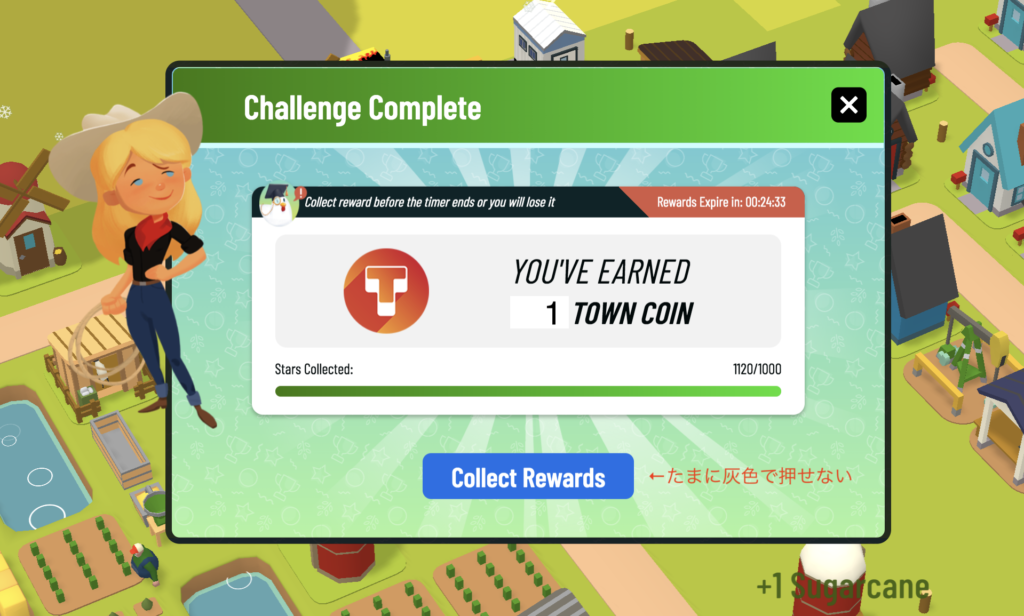 Challenge Complete
Collect reward before the timer ends or you will lose it
Rewards Expire in: 00:24:33
YOU'VE EARNED
1 TOWN COIN
Stars Collected:
1120/1000
Collect Rewards
←たまに灰色で押せない
+1 Sugarcane